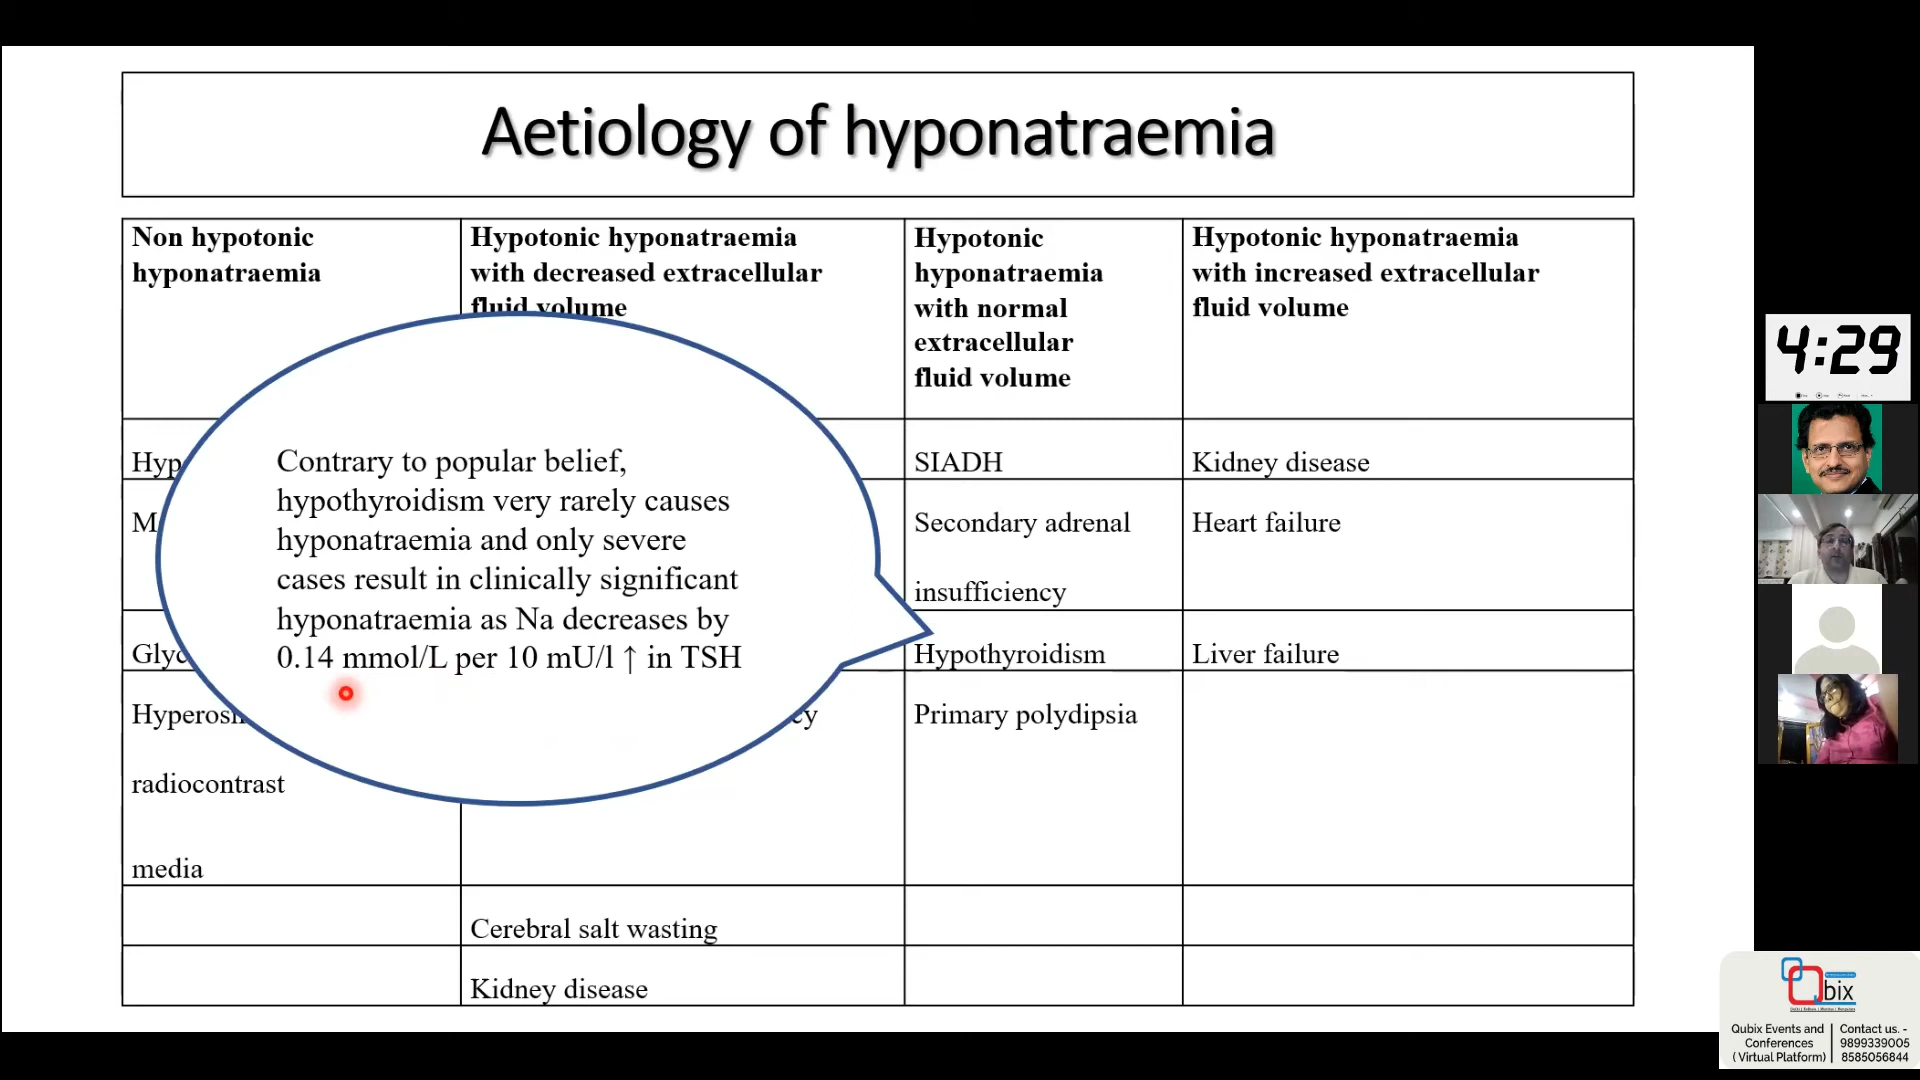 Aetiology of hyponatraemia
Non hypotonic
hyponatraemia
Hypotonic hyponatraemia
with decreased extracellular
fluid volume
Hypotonic
hyponatraemia
with normal
extracellular
fluid volume
Hypotonic hyponatraemia
with increased extracellular
fluid volume
Contrary to popular belief,
hypothyroidism very rarely causes
hyponatraemia and only severe
cases result in clinically significant
hyponatraemia as Na decreases by
0.14 mmol/L per 10 mU/l ↑ in TSH
SIADH
Kidney disease
Secondary adrenal
insufficiency
Heart failure
Hypothyroidism
Liver failure
radiocontrast
media
Primary polydipsia
Cerebral salt wasting
Kidney disease
4:29
Qbix
Qubix Events and
Conferences
( Virtual Platform)
Contact us. -
9899339005
8585056844